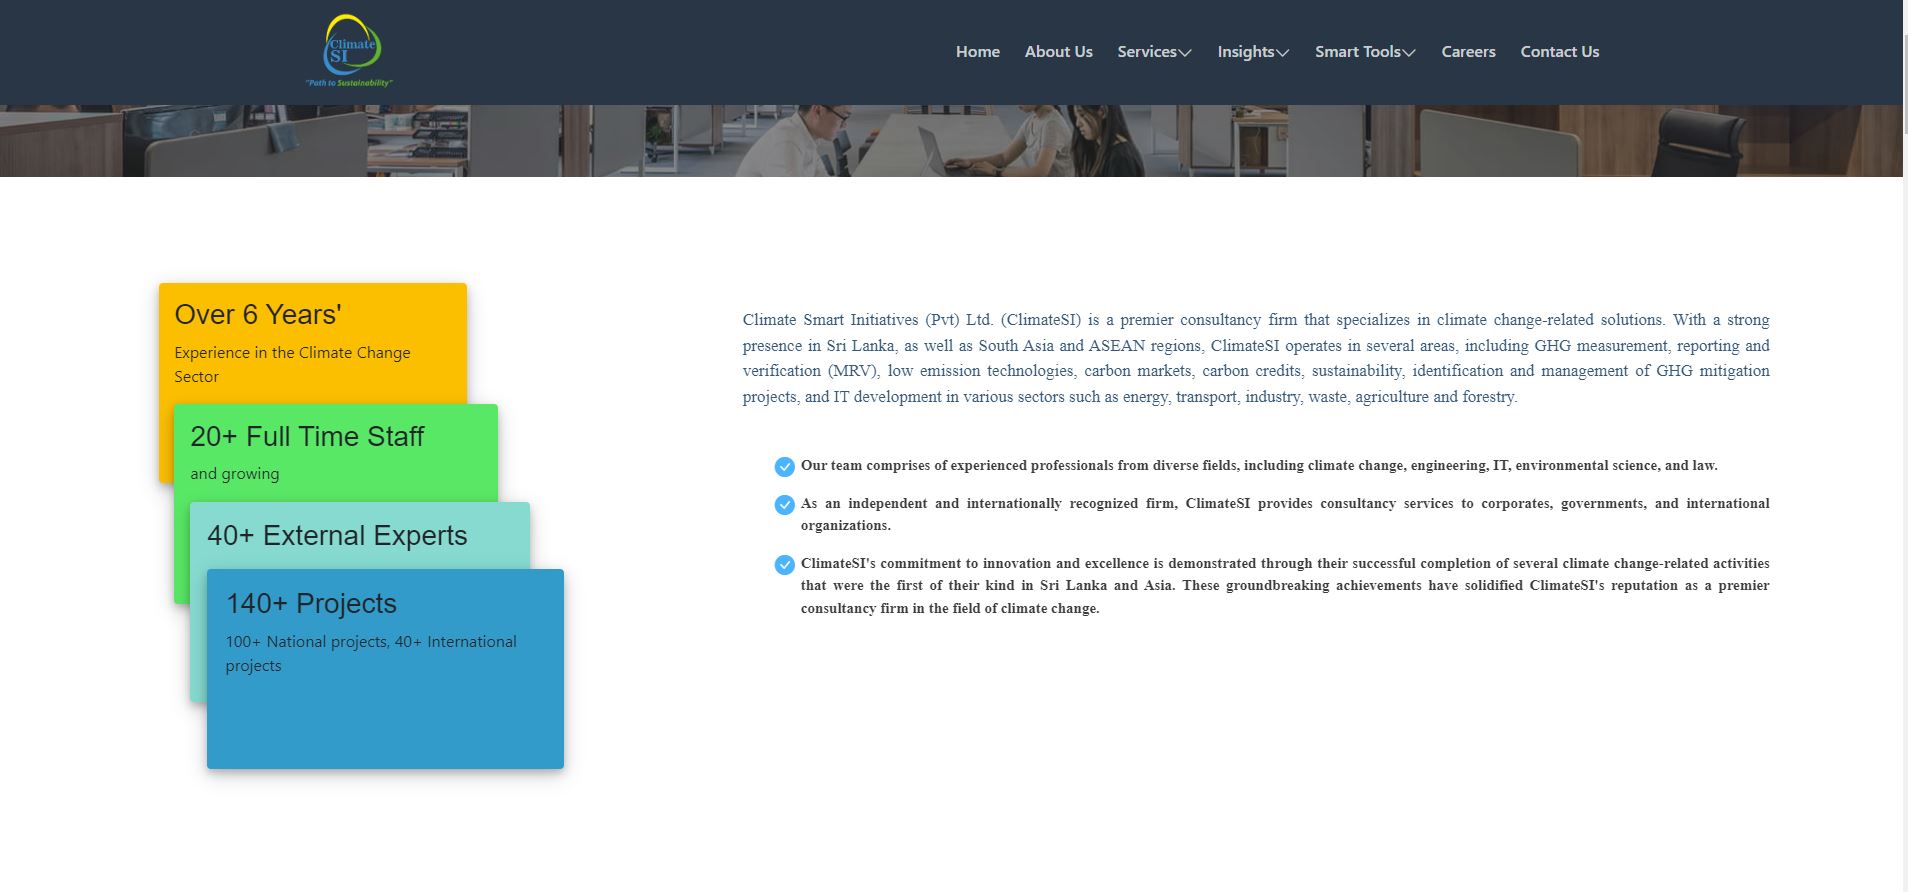 Climate
SI
"Path to Sustainability"
Home About Us Services Insights Smart Tools Careers Contact Us
Over 6 Years'
Experience in the Climate Change
Sector
20+ Full Time Staff
and growing
40+ External Experts
140+ Projects
100+ National projects, 40+ International
projects
Climate Smart Initiatives (Pvt) Ltd. (ClimateSI) is a premier consultancy firm that specializes in climate change-related solutions. With a strong
presence in Sri Lanka, as well as South Asia and ASEAN regions, ClimateSI operates in several areas, including GHG measurement, reporting and
verification (MRV), low emission technologies, carbon markets, carbon credits, sustainability, identification and management of GHG mitigation
projects, and IT development in various sectors such as energy, transport, industry, waste, agriculture and forestry.
Our team comprises of experienced professionals from diverse fields, including climate change, engineering, IT, environmental science, and law.
As an independent and internationally recognized firm, ClimateSI provides consultancy services to corporates, governments, and international
organizations.
ClimateSI's commitment to innovation and excellence is demonstrated through their successful completion of several climate change-related activities
that were the first of their kind in Sri Lanka and Asia. These groundbreaking achievements have solidified ClimateSI's reputation as a premier
consultancy firm in the field of climate change.